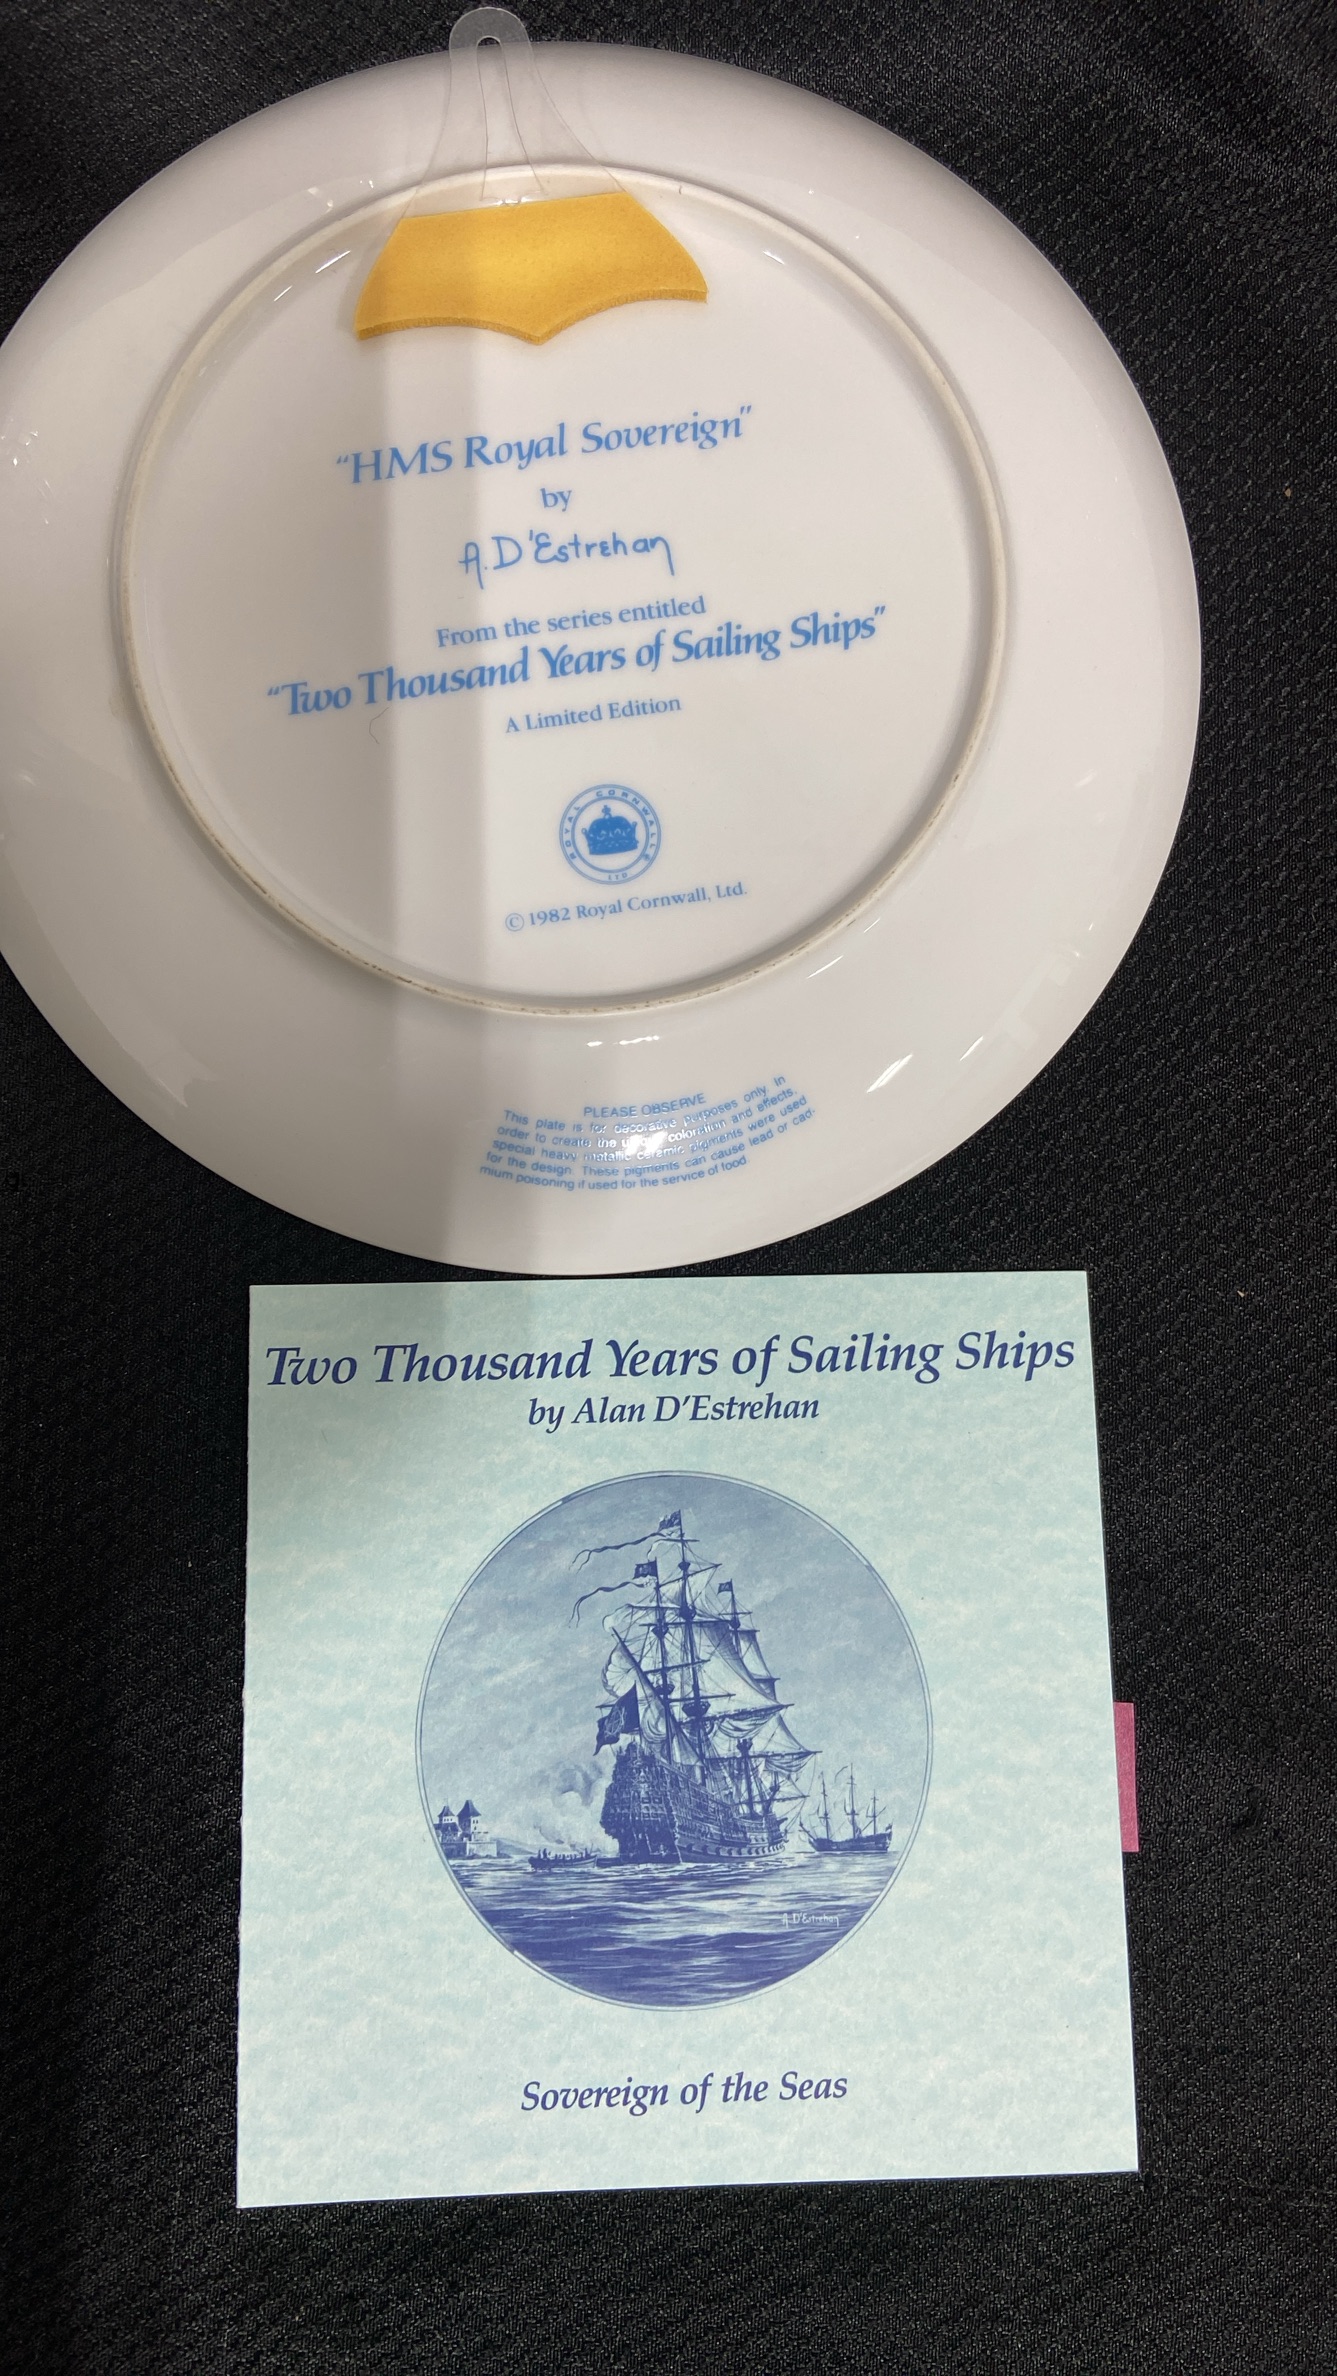 "HMS Royal Sovereign"
by
A. D'Estrehan
From the series entitled
"Two Thousand Years of Sailing Ships"
A Limited Edition
ROYAL CORNWALL LTD
© 1982 Royal Cornwall, Ltd.
PLEASE OBSERVE
This plate is for decorative purposes only. In
order to create the unique coloration and effects,
special heavy metallic ceramic pigments were used
for the design. These pigments can cause lead or cad-
mium poisoning if used for the service of food.
Two Thousand Years of Sailing Ships
by Alan D'Estrehan
A D'Estrehan
Sovereign of the Seas